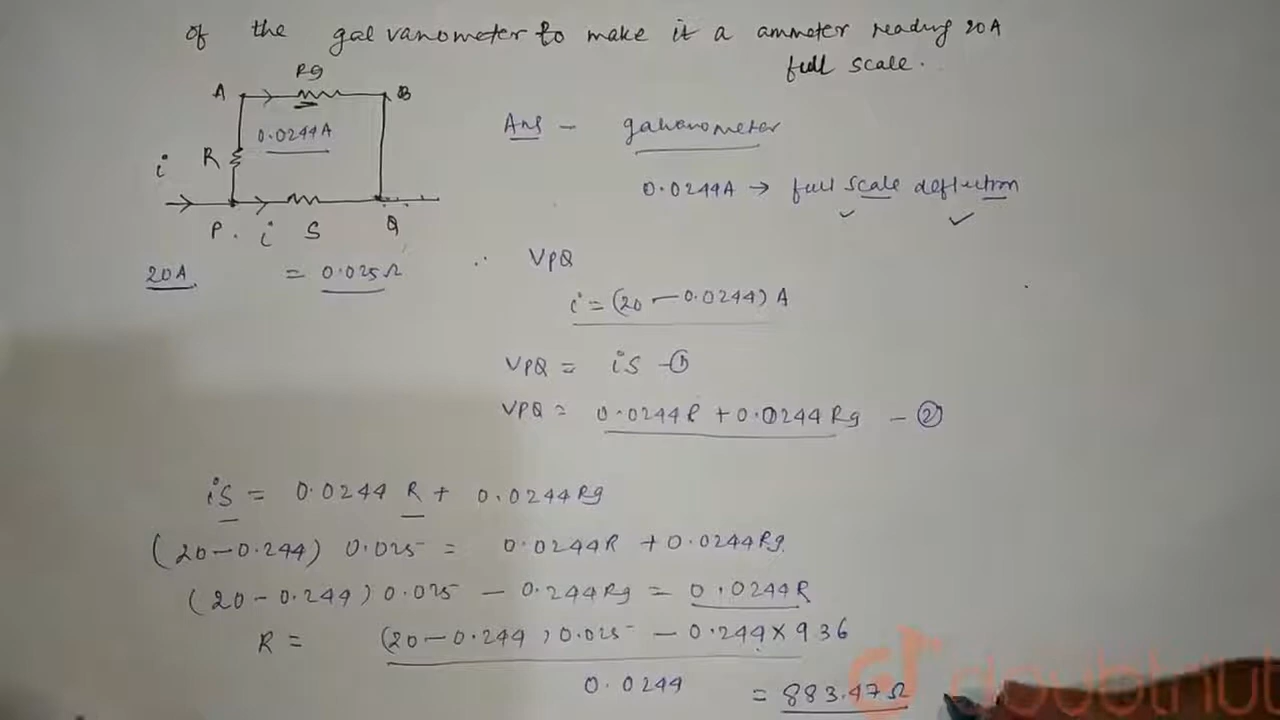 of the galvanometer to make it a ammeter reading 20A
full scale.
Rg
A
B
0.0244A
R
i
P.
i
S
Q
20A
= 0.025Ω
Ans - galvanometer
0.0244A → full scale deflection
∴ VPQ
i = (20 - 0.0244) A
VPQ = iS - ①
VPQ = 0.0244R + 0.0244Rg - ②
iS = 0.0244 R + 0.0244Rg
(20-0.244) 0.025 = 0.0244R + 0.0244Rg
(20-0.244) 0.025 - 0.244Rg = 0.0244R
R = (20-0.244) 0.025 - 0.244×936
0.0244
= 883.47Ω
doubtnut